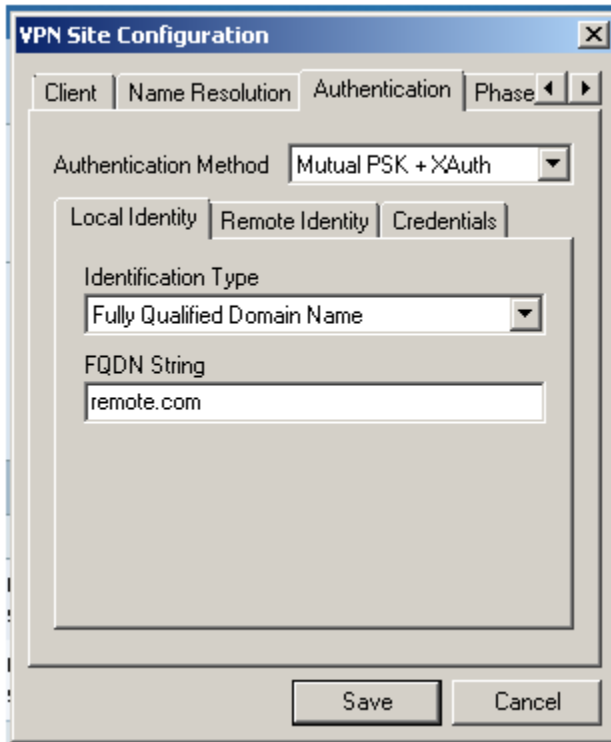 VPN Site Configuration
Client Name Resolution Authentication Phase
Authentication Method Mutual PSK + XAuth
Local Identity Remote Identity Credentials
Identification Type
Fully Qualified Domain Name
FQDN String
remote.com
Save Cancel